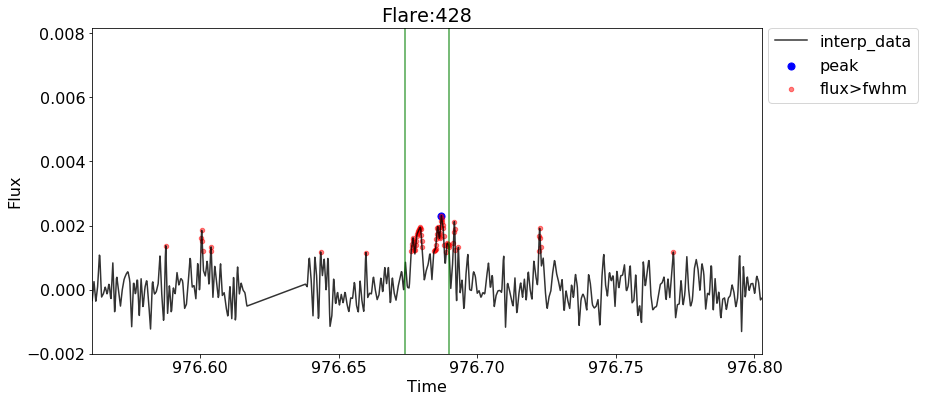 Flare:428
0.008
0.006
0.004
0.002
0.000
−0.002
Flux
976.60 976.65 976.70 976.75 976.80
Time
interp_data
peak
flux>fwhm